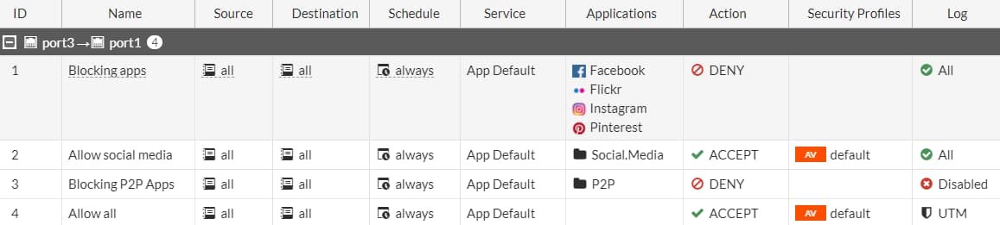 ID Name Source Destination Schedule Service Applications Action Security Profiles Log
port3→ port1 4
1 Blocking apps all all always App Default Facebook DENY All
Flickr
Instagram
Pinterest
2 Allow social media all all always App Default Social.Media ACCEPT AV default All
3 Blocking P2P Apps all all always App Default P2P DENY Disabled
4 Allow all all all always App Default ACCEPT AV default UTM